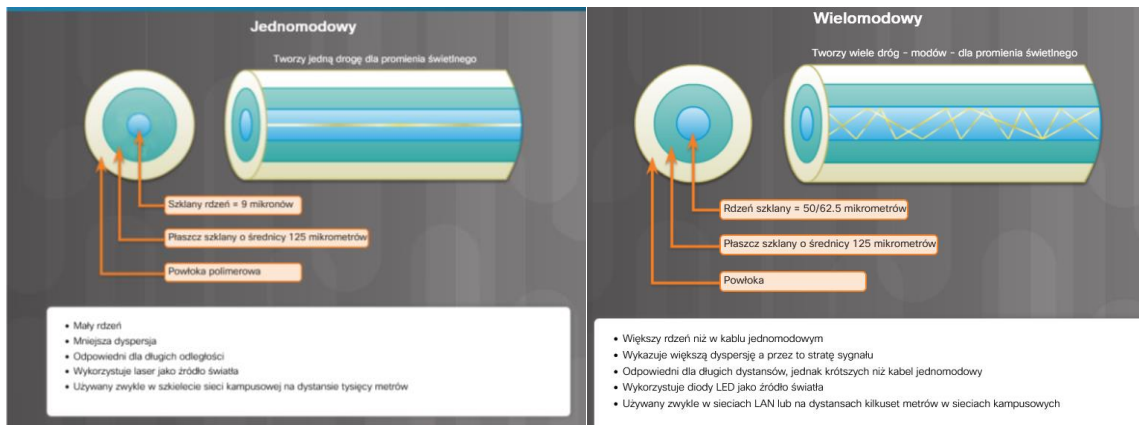 Jednomodowy
Tworzy jedną drogę dla promienia świetlnego
Szklany rdzeń = 9 mikronów
Płaszcz szklany o średnicy 125 mikrometrów
Powłoka polimerowa
• Mały rdzeń
• Mniejsza dyspersja
• Odpowiedni dla długich odległości
• Wykorzystuje laser jako źródło światła
• Używany zwykle w szkielecie sieci kampusowej na dystansie tysięcy metrów
Wielomodowy
Tworzy wiele dróg - modów - dla promienia świetlnego
Rdzeń szklany = 50/62.5 mikrometrów
Płaszcz szklany o średnicy 125 mikrometrów
Powłoka
• Większy rdzeń niż w kablu jednomodowym
• Wykazuje większą dyspersję a przez to stratę sygnału
• Odpowiedni dla długich dystansów, jednak krótszych niż kabel jednomodowy
• Wykorzystuje diody LED jako źródło światła
• Używany zwykle w sieciach LAN lub na dystansach kilkuset metrów w sieciach kampusowych